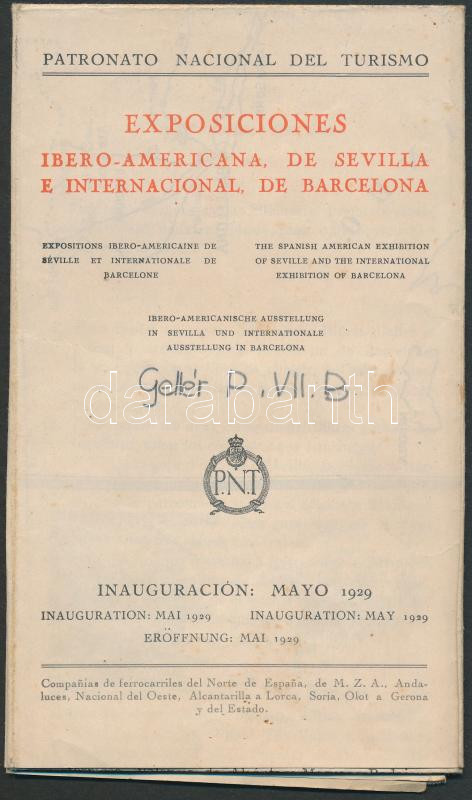 PATRONATO NACIONAL DEL TURISMO
EXPOSICIONES
IBERO-AMERICANA, DE SEVILLA
E INTERNACIONAL, DE BARCELONA
EXPOSITIONS IBERO-AMERICAINE DE
SÉVILLE ET INTERNATIONALE DE
BARCELONE
THE SPANISH AMERICAN EXHIBITION
OF SEVILLE AND THE INTERNATIONAL
EXHIBITION OF BARCELONA
IBERO-AMERICANISCHE AUSSTELLUNG
IN SEVILLA UND INTERNATIONALE
AUSSTELLUNG IN BARCELONA
Gellér P. VII. B.
darabanth
P.N.T
INAUGURACIÓN: MAYO 1929
INAUGURATION: MAI 1929
INAUGURATION: MAY 1929
ERÖFFNUNG: MAI 1929
Compañías de ferrocarriles del Norte de España, de M. Z. A., Anda-
luces, Nacional del Oeste, Alcantarilla a Lorca, Soria, Olot a Gerona
y del Estado.